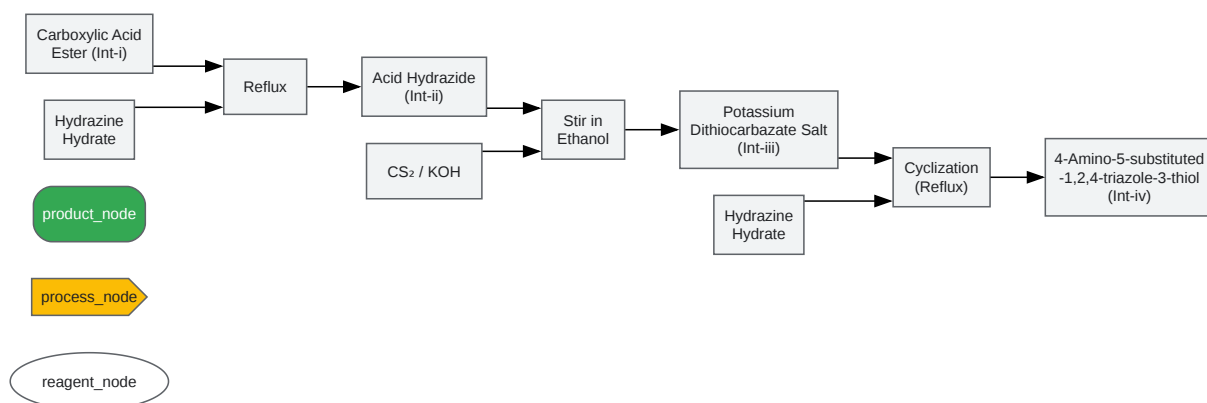 Carboxylic Acid
Ester (Int-i)
Hydrazine
Hydrate
Reflux
Acid Hydrazide
(Int-ii)
CS₂ / KOH
Stir in
Ethanol
Potassium
Dithiocarbazate Salt
(Int-iii)
Hydrazine
Hydrate
Cyclization
(Reflux)
4-Amino-5-substituted
-1,2,4-triazole-3-thiol
(Int-iv)
product_node
process_node
reagent_node